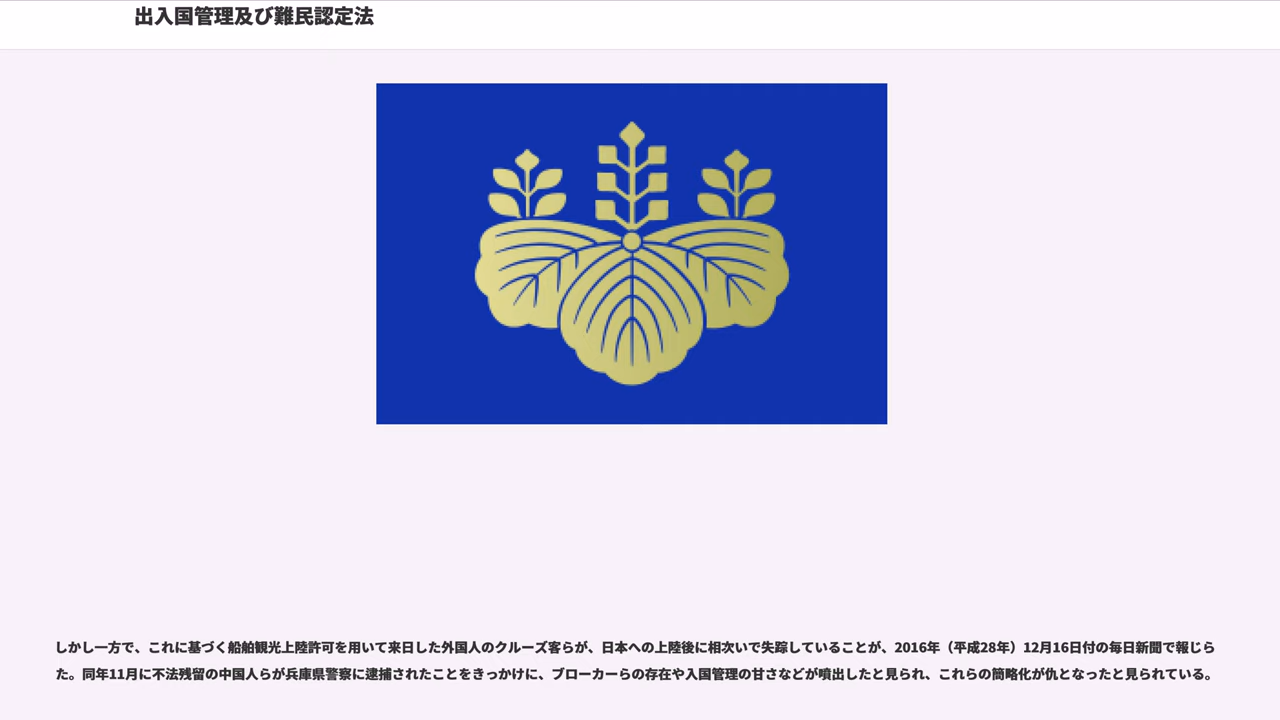 出入国管理及び難民認定法
しかし一方で、これに基づく船舶観光上陸許可を用いて来日した外国人のクルーズ客らが、日本への上陸後に相次いで失踪していることが、2016年（平成28年）12月16日付の毎日新聞で報じら
た。同年11月に不法残留の中国人らが兵庫県警察に逮捕されたことをきっかけに、ブローカーらの存在や入国管理の甘さなどが噴出したと見られ、これらの簡略化が仇となったと見られている。